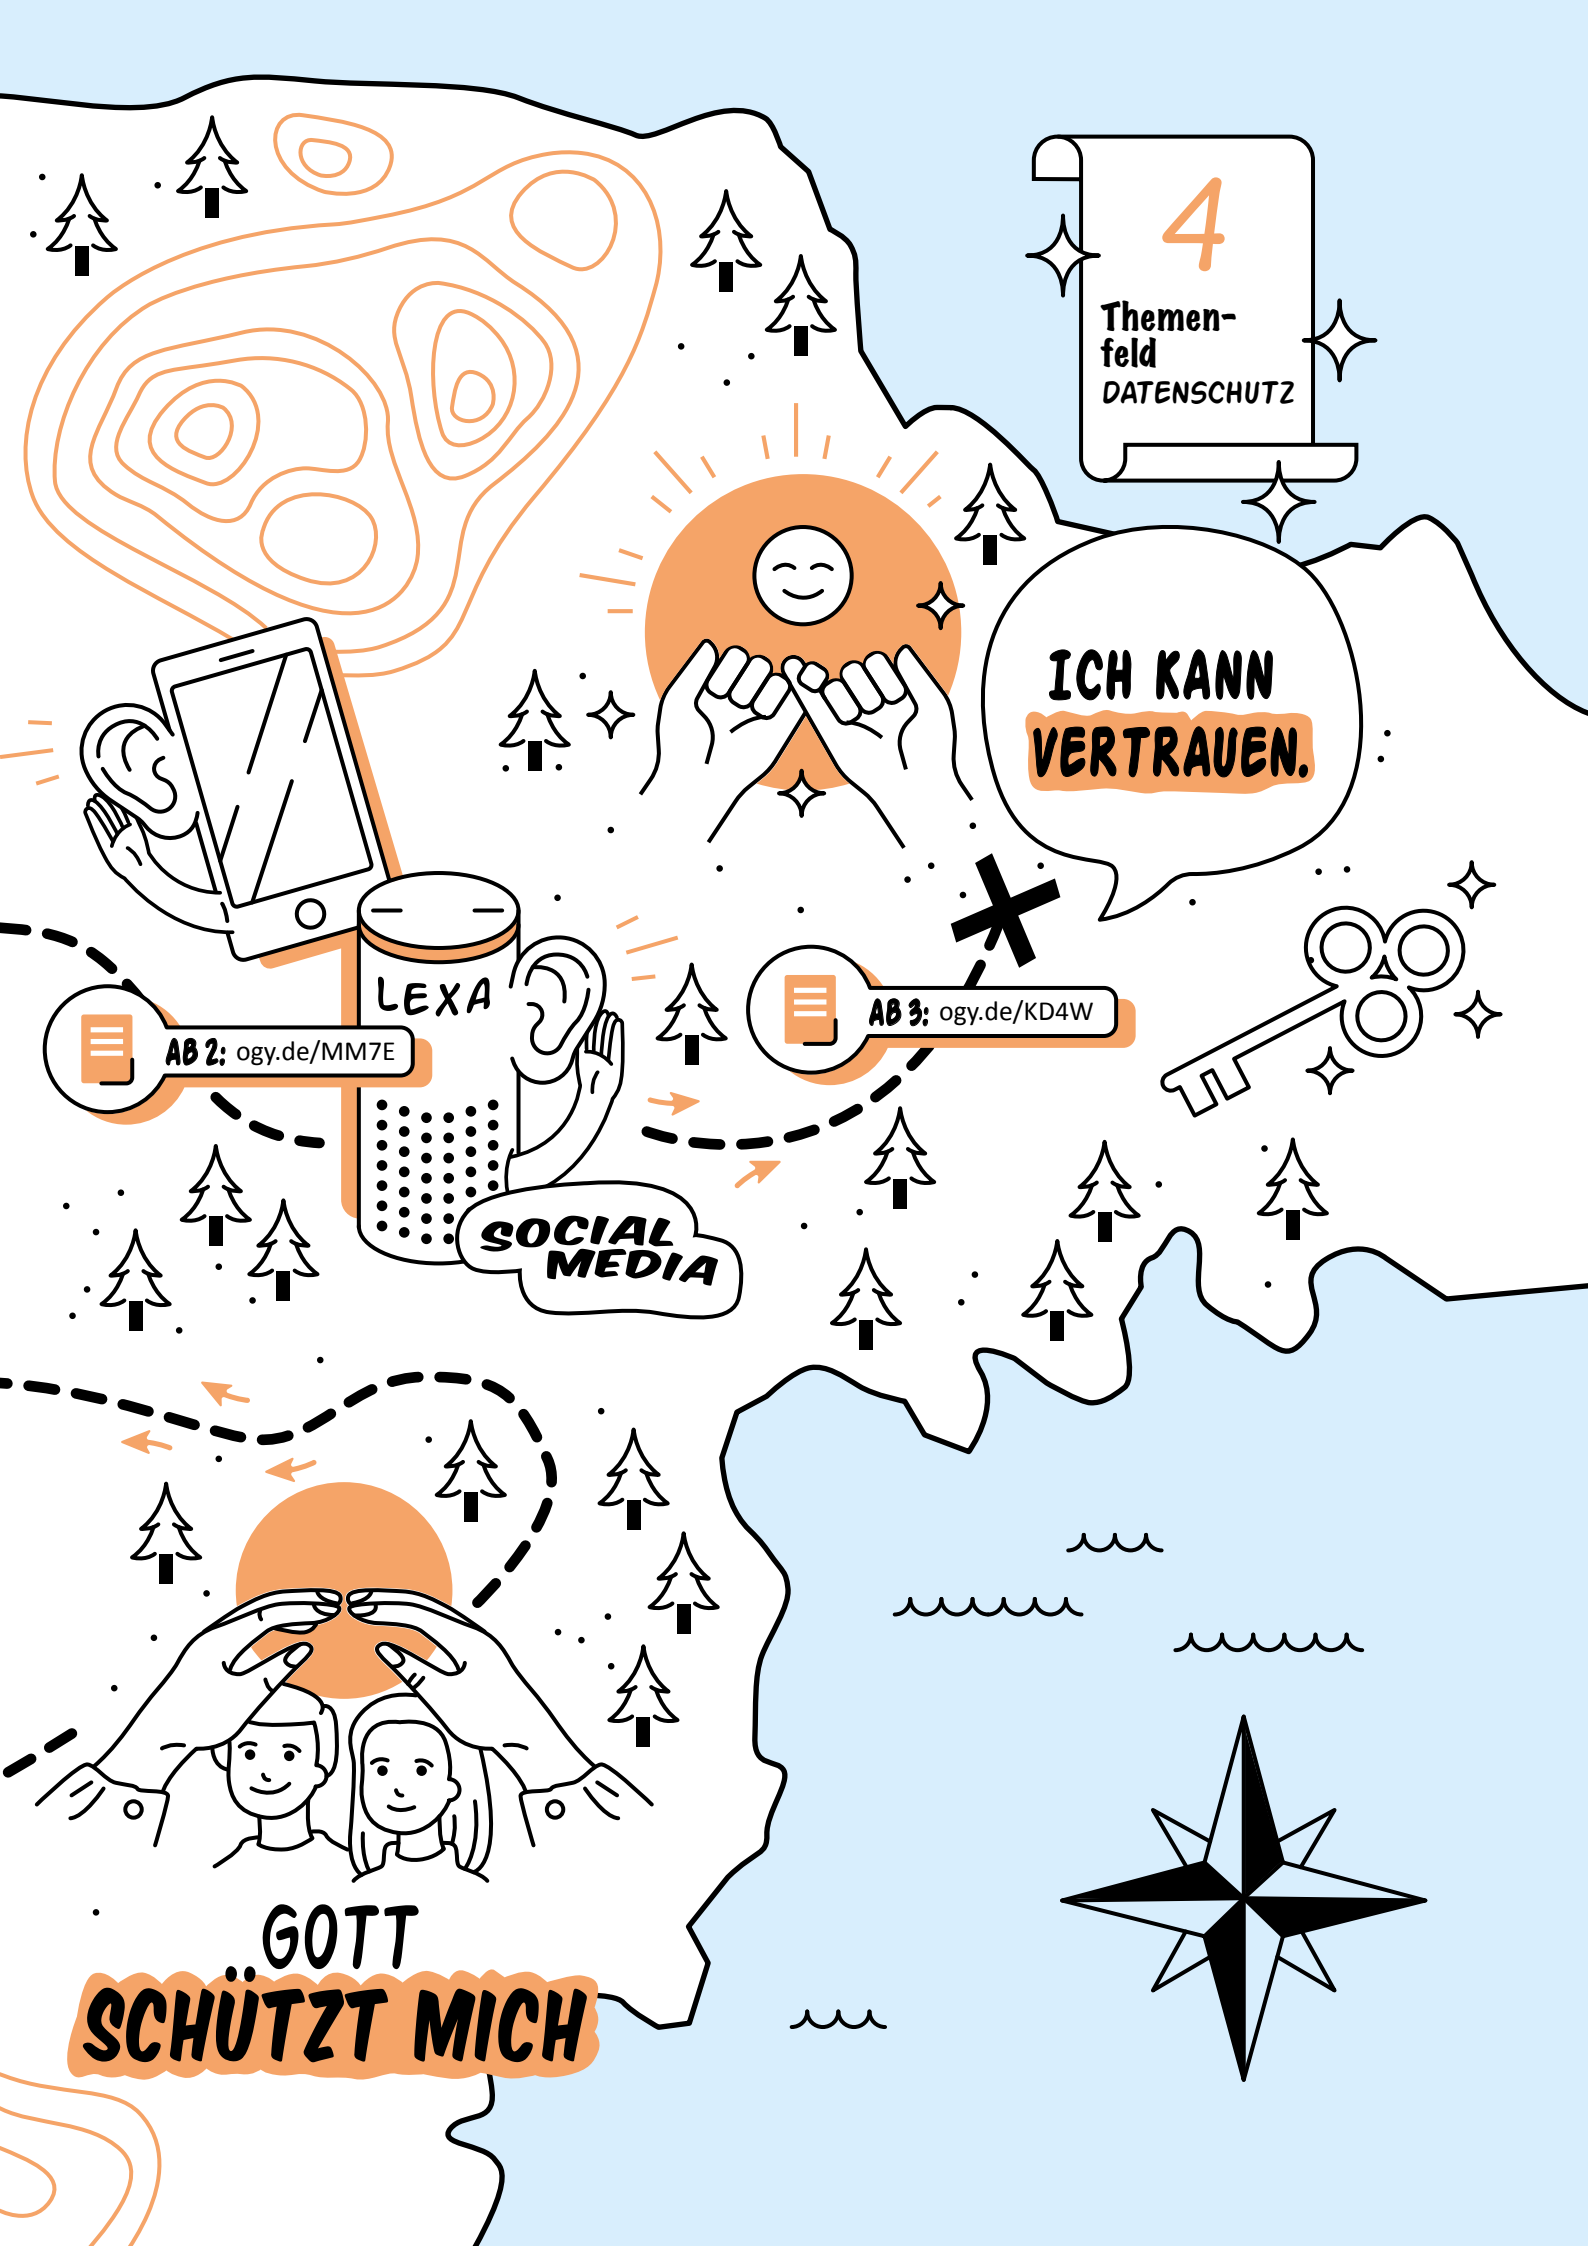 4
Themen-
feld
DATENSCHUTZ
ICH KANN
VERTRAUEN.
LEXA
AB 2: ogy.de/MM7E
AB 3: ogy.de/KD4W
SOCIAL
MEDIA
GOTT
SCHÜTZT MICH